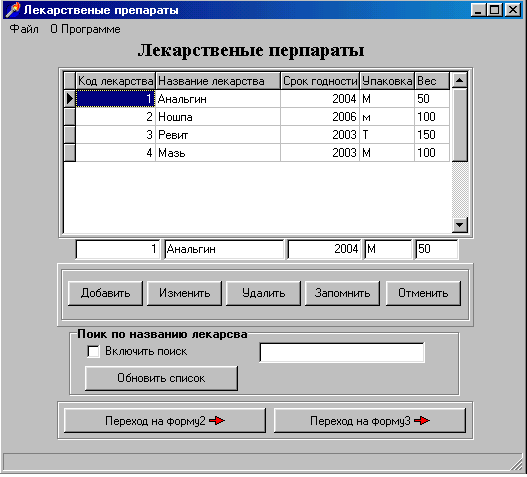 Лекарственые препараты
Файл О Программе
Лекарственые перпараты
Код лекарства Название лекарства Срок годности Упаковка Вес
1 Анальгин 2004 М 50
2 Ношпа 2006 м 100
3 Ревит 2003 Т 150
4 Мазь 2003 М 100
1 Анальгин 2004 М 50
Добавить Изменить Удалить Запомнить Отменить
Поик по названию лекарсва
Включить поиск
Обновить список
Переход на форму2 Переход на форму3